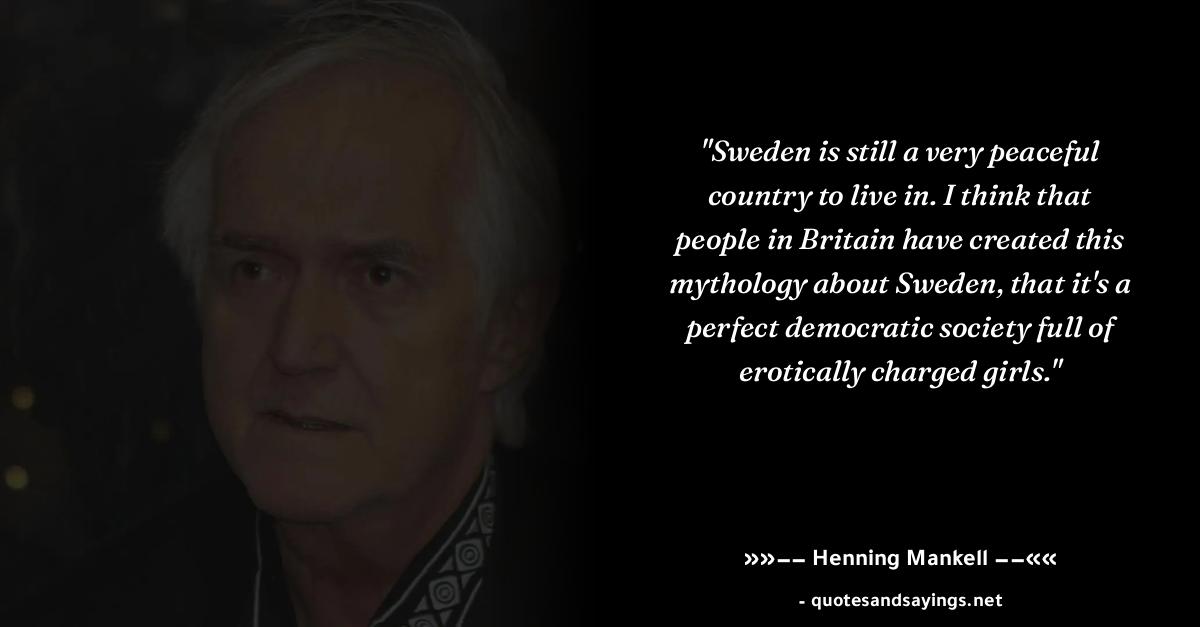 "Sweden is still a very peaceful
country to live in. I think that
people in Britain have created this
mythology about Sweden, that it's a
perfect democratic society full of
erotically charged girls."
»»–– Henning Mankell ––««
- quotesandsayings.net